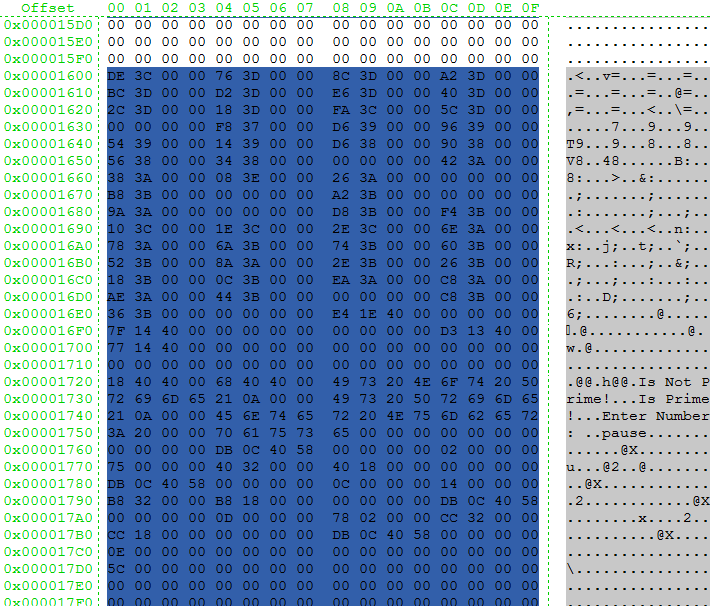 Offset 00 01 02 03 04 05 06 07 08 09 0A 0B 0C 0D 0E 0F
0x000015D0 00 00 00 00 00 00 00 00 00 00 00 00 00 00 00 00 ................
0x000015E0 00 00 00 00 00 00 00 00 00 00 00 00 00 00 00 00 ................
0x000015F0 00 00 00 00 00 00 00 00 00 00 00 00 00 00 00 00 ................
0x00001600 DE 3C 00 00 76 3D 00 00 8C 3D 00 00 A2 3D 00 00 .<..v=...=...=..
0x00001610 BC 3D 00 00 D2 3D 00 00 E6 3D 00 00 40 3D 00 00 .=...=...=..@=..
0x00001620 2C 3D 00 00 18 3D 00 00 FA 3C 00 00 5C 3D 00 00 ,=...=...<..\=..
0x00001630 00 00 00 00 F8 37 00 00 D6 39 00 00 96 39 00 00 .....7...9...9..
0x00001640 54 39 00 00 14 39 00 00 D6 38 00 00 90 38 00 00 T9...9...8...8..
0x00001650 56 38 00 00 34 38 00 00 00 00 00 00 42 3A 00 00 V8..48......B:..
0x00001660 38 3A 00 00 08 3E 00 00 26 3A 00 00 00 00 00 00 8:...>..&:......
0x00001670 B8 3B 00 00 00 00 00 00 A2 3B 00 00 00 00 00 00 .;.......;......
0x00001680 9A 3A 00 00 00 00 00 00 D8 3B 00 00 F4 3B 00 00 .:.......;...;..
0x00001690 10 3C 00 00 1E 3C 00 00 2E 3C 00 00 6E 3A 00 00 .<...<...<..n:..
0x000016A0 78 3A 00 00 6A 3B 00 00 74 3B 00 00 60 3B 00 00 x:..j;..t;..`;..
0x000016B0 52 3B 00 00 8A 3A 00 00 2E 3B 00 00 26 3B 00 00 R;...:...;..&;..
0x000016C0 18 3B 00 00 0C 3B 00 00 EA 3A 00 00 C8 3A 00 00 .;...;...:...:..
0x000016D0 AE 3A 00 00 44 3B 00 00 00 00 00 00 C8 3B 00 00 .:..D;.......;..
0x000016E0 36 3B 00 00 00 00 00 00 E4 1E 40 00 00 00 00 00 6;........@.....
0x000016F0 7F 14 40 00 00 00 00 00 00 00 00 00 D3 13 40 00 .@...........@.
0x00001700 77 14 40 00 00 00 00 00 00 00 00 00 00 00 00 00 w.@.............
0x00001710 00 00 00 00 00 00 00 00 00 00 00 00 00 00 00 00 ................
0x00001720 18 40 40 00 68 40 40 00 49 73 20 4E 6F 74 20 50 .@@.h@@.Is Not P
0x00001730 72 69 6D 65 21 0A 00 00 49 73 20 50 72 69 6D 65 rime!...Is Prime
0x00001740 21 0A 00 00 45 6E 74 65 72 20 4E 75 6D 62 65 72 !...Enter Number
0x00001750 3A 20 00 00 70 61 75 73 65 00 00 00 00 00 00 00 : ..pause.......
0x00001760 00 00 00 00 DB 0C 40 58 00 00 00 00 02 00 00 00 ......@X........
0x00001770 75 00 00 00 40 32 00 00 40 18 00 00 00 00 00 00 u...@2..@.......
0x00001780 DB 0C 40 58 00 00 00 00 0C 00 00 00 14 00 00 00 ..@X............
0x00001790 B8 32 00 00 B8 18 00 00 00 00 00 00 DB 0C 40 58 .2............@X
0x000017A0 00 00 00 00 0D 00 00 00 78 02 00 00 CC 32 00 00 ........x....2..
0x000017B0 CC 18 00 00 00 00 00 00 DB 0C 40 58 00 00 00 00 ..........@X....
0x000017C0 0E 00 00 00 00 00 00 00 00 00 00 00 00 00 00 00 ................
0x000017D0 5C 00 00 00 00 00 00 00 00 00 00 00 00 00 00 00 \...............
0x000017E0 00 00 00 00 00 00 00 00 00 00 00 00 00 00 00 00 ................
0x000017F0 00 00 00 00 00 00 00 00 00 00 00 00 00 00 00 00 ................